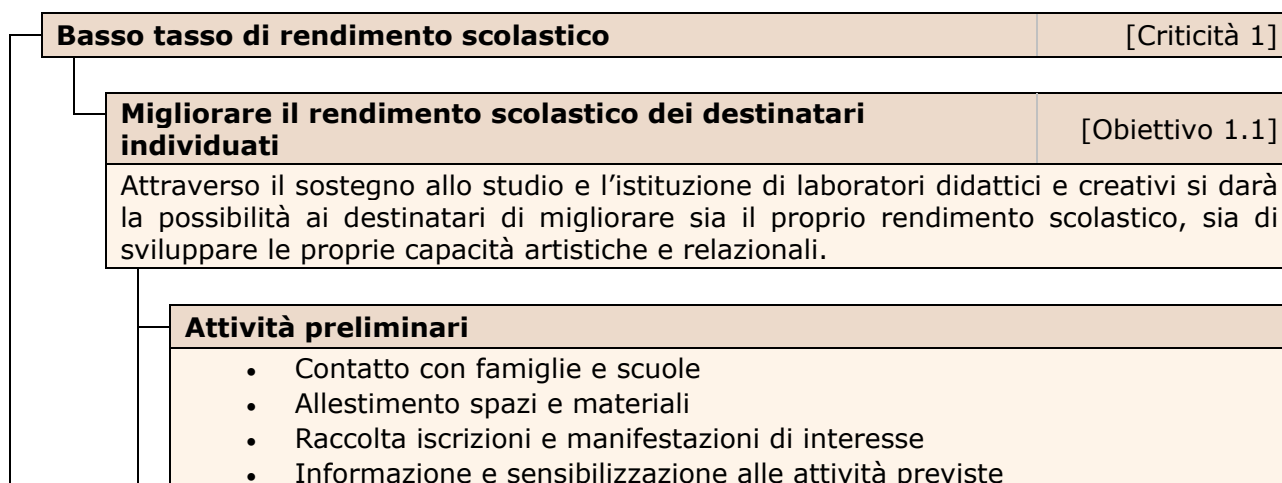 Basso tasso di rendimento scolastico [Criticità 1]
Migliorare il rendimento scolastico dei destinatari
individuati [Obiettivo 1.1]
Attraverso il sostegno allo studio e l’istituzione di laboratori didattici e creativi si darà
la possibilità ai destinatari di migliorare sia il proprio rendimento scolastico, sia di
sviluppare le proprie capacità artistiche e relazionali.
Attività preliminari
• Contatto con famiglie e scuole
• Allestimento spazi e materiali
• Raccolta iscrizioni e manifestazioni di interesse
• Informazione e sensibilizzazione alle attività previste